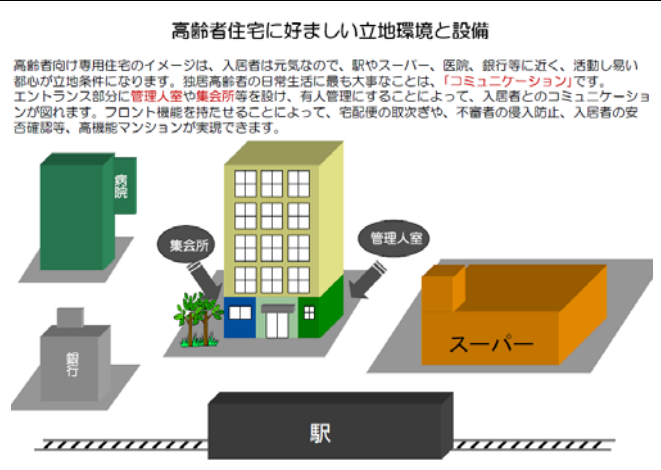 高齢者住宅に好ましい立地環境と設備
高齢者向け専用住宅のイメージは、入居者は元気なので、駅やスーパー、医院、銀行等に近く、活動し易い
都心が立地条件になります。独居高齢者の日常生活に最も大事なことは、「コミュニケーション」です。
エントランス部分に管理人室や集会所等を設け、有人管理にすることによって、入居者とのコミュニケーショ
ンが図れます。フロント機能を持たせることによって、宅配便の取次ぎや、不審者の侵入防止、入居者の安
否確認等、高機能マンションが実現できます。
病院
集会所
管理人室
銀行
スーパー
駅